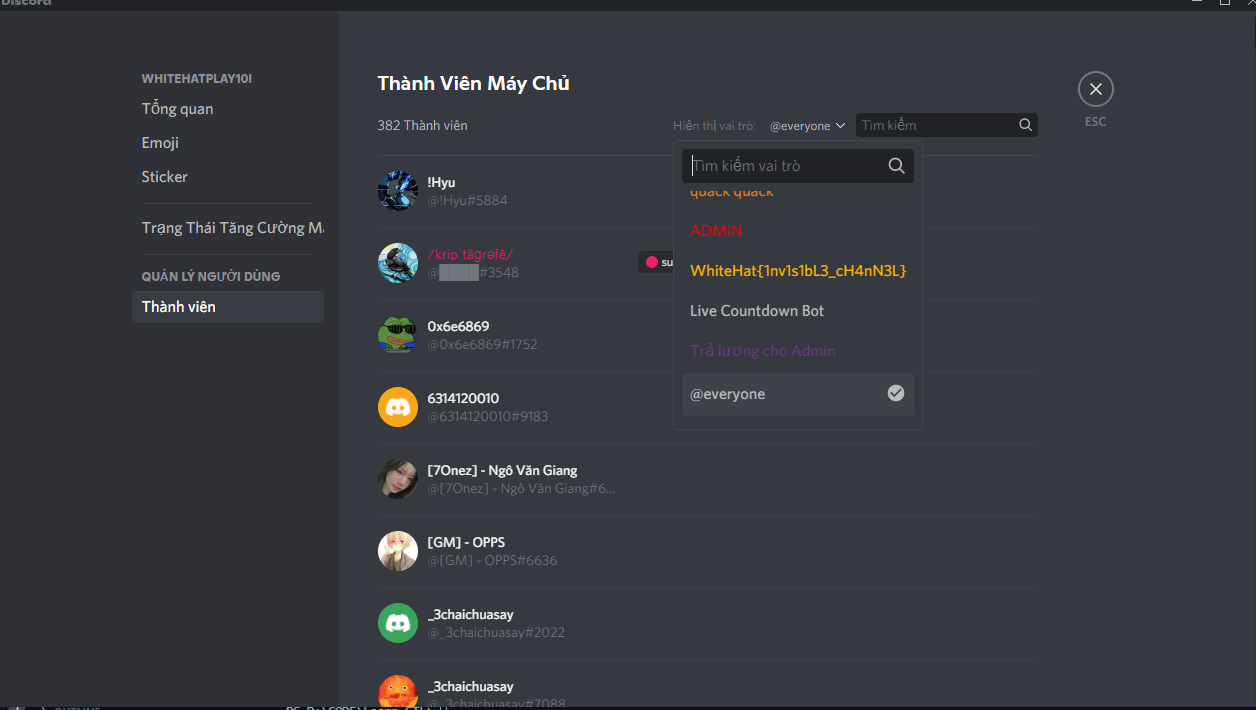 Discord
WHITEHATPLAY10!
Tổng quan
Emoji
Sticker
Trạng Thái Tăng Cường M
QUẢN LÝ NGƯỜI DÙNG
Thành viên
Thành Viên Máy Chủ
382 Thành viên
Hiển thị vai trò: @everyone
Tìm kiếm
ESC
Tìm kiếm vai trò
quack quack
ADMIN
WhiteHat{1nv1s1bL3_cH4nN3L}
Live Countdown Bot
Trả lương cho Admin
@everyone
!Hyu
@!Hyu#5884
/kripˈtäɡrəfē/
@████#3548
su
0x6e6869
@0x6e6869#1752
6314120010
@6314120010#9183
[7Onez] - Ngô Văn Giang
@[7Onez] - Ngô Văn Giang#6...
[GM] - OPPS
@[GM] - OPPS#6636
_3chaichuasay
@_3chaichuasay#2022
_3chaichuasay
@_3chaichuasay#7088
OUTLINE